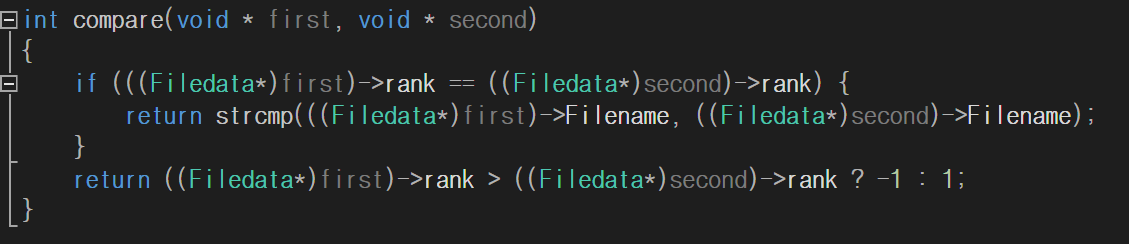 int compare(void * first, void * second)
{
if (((Filedata*)first)->rank == ((Filedata*)second)->rank) {
return strcmp(((Filedata*)first)->Filename, ((Filedata*)second)->Filename);
}
return ((Filedata*)first)->rank > ((Filedata*)second)->rank ? -1 : 1;
}